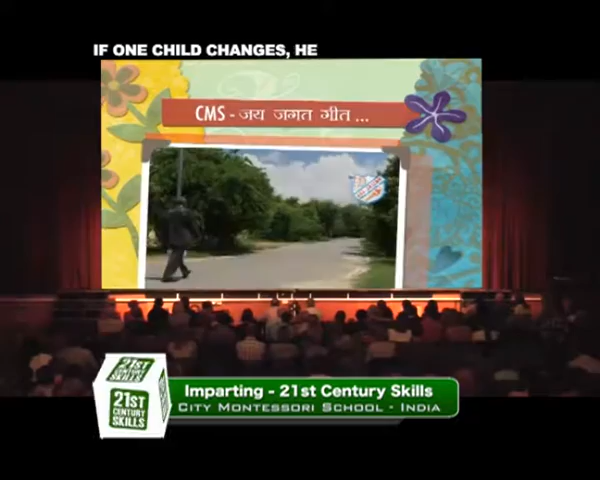 IF ONE CHILD CHANGES, HE
CMS - जय जगत गीत ...
21ST
CENTURY
SKILLS
21ST
CENTURY
SKILLS
Imparting - 21st Century Skills
CITY MONTESSORI SCHOOL - INDIA